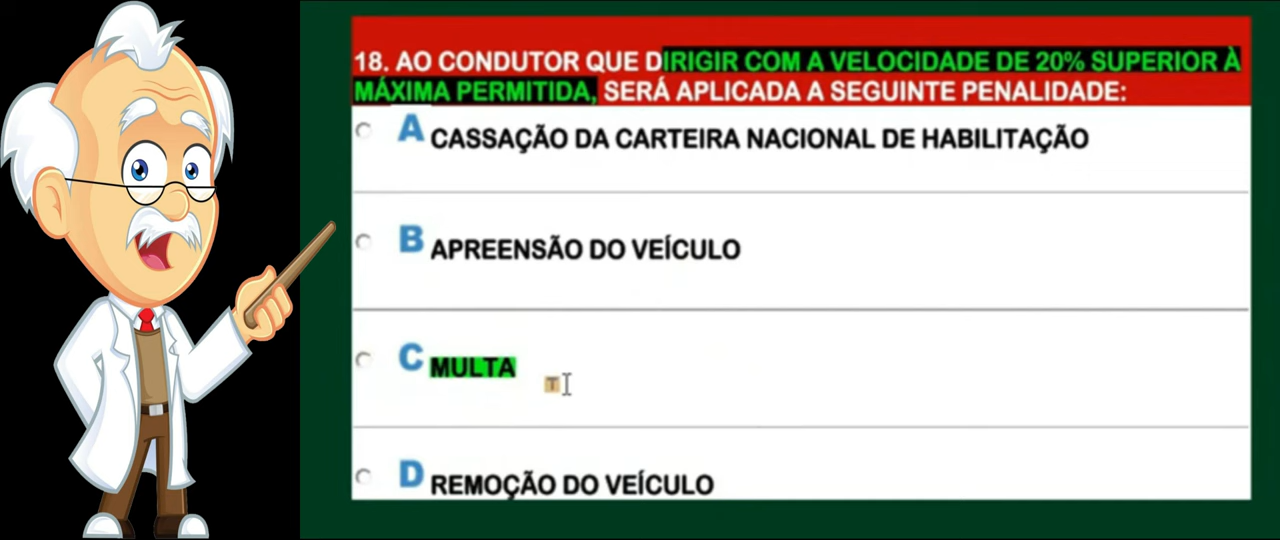 18. AO CONDUTOR QUE DIRIGIR COM A VELOCIDADE DE 20% SUPERIOR À
MÁXIMA PERMITIDA, SERÁ APLICADA A SEGUINTE PENALIDADE:
A CASSAÇÃO DA CARTEIRA NACIONAL DE HABILITAÇÃO
B APREENSÃO DO VEÍCULO
C MULTA
T
D REMOÇÃO DO VEÍCULO